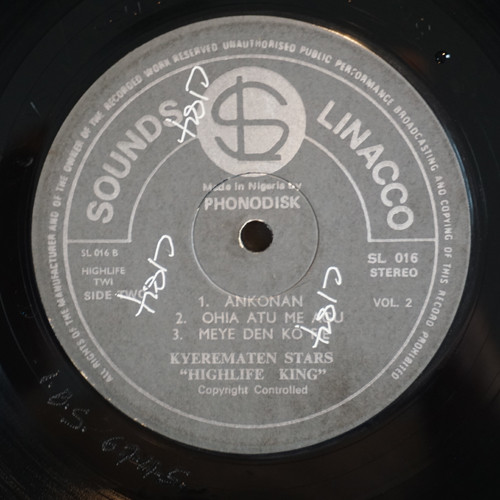 ALL RIGHTS OF THE MANUFACTURER AND OF THE OWNER OF THE RECORDED WORK RESERVED UNAUTHORISED PUBLIC PERFORMANCE BROADCASTING AND COPYING OF THIS RECORD PROHIBITED
SOUNDS LINACCO
Made in Nigeria by
PHONODISK
SL 016 B
HIGHLIFE
TWI
SIDE TWO
SL 016
STEREO
VOL. 2
1. ANKONAN
2. OHIA ATU ME
3. MEYE DEN KO
KYEREMATEN STARS
"HIGHLIFE KING"
Copyright Controlled